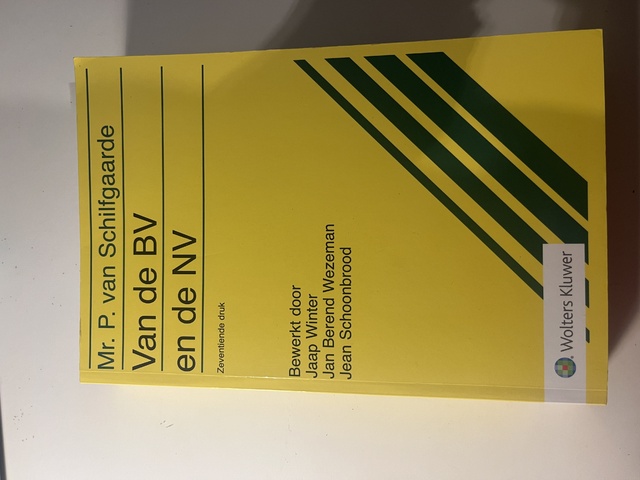 Mr. P. van Schilfgaarde
Van de BV
en de NV
Zeventiende druk
Bewerkt door
Jaap Winter
Jan Berend Wezeman
Jean Schoonbrood
Wolters Kluwer